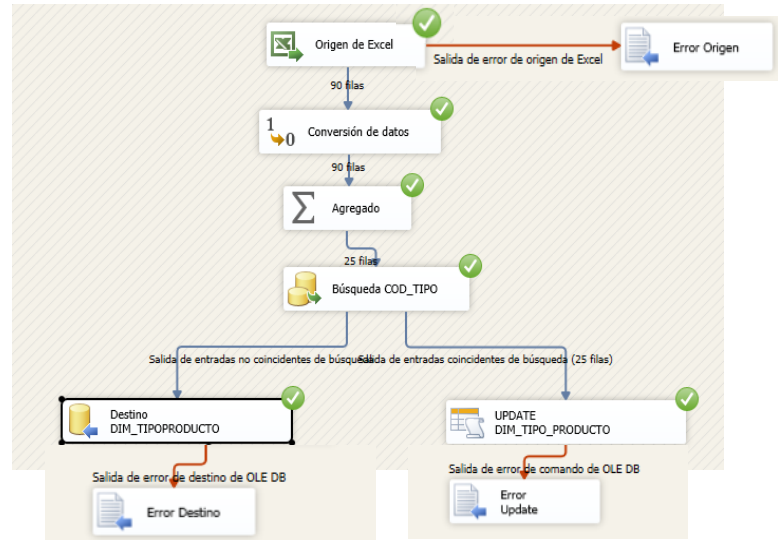 Origen de Excel
Error Origen
Salida de error de origen de Excel
90 filas
1
0
Conversión de datos
90 filas
Agregado
25 filas
Búsqueda COD_TIPO
Salida de entradas no coincidentes de búsqueda
Salida de entradas coincidentes de búsqueda (25 filas)
Destino
DIM_TIPOPRODUCTO
UPDATE
DIM_TIPO_PRODUCTO
Salida de error de destino de OLE DB
Salida de error de comando de OLE DB
Error Destino
Error
Update